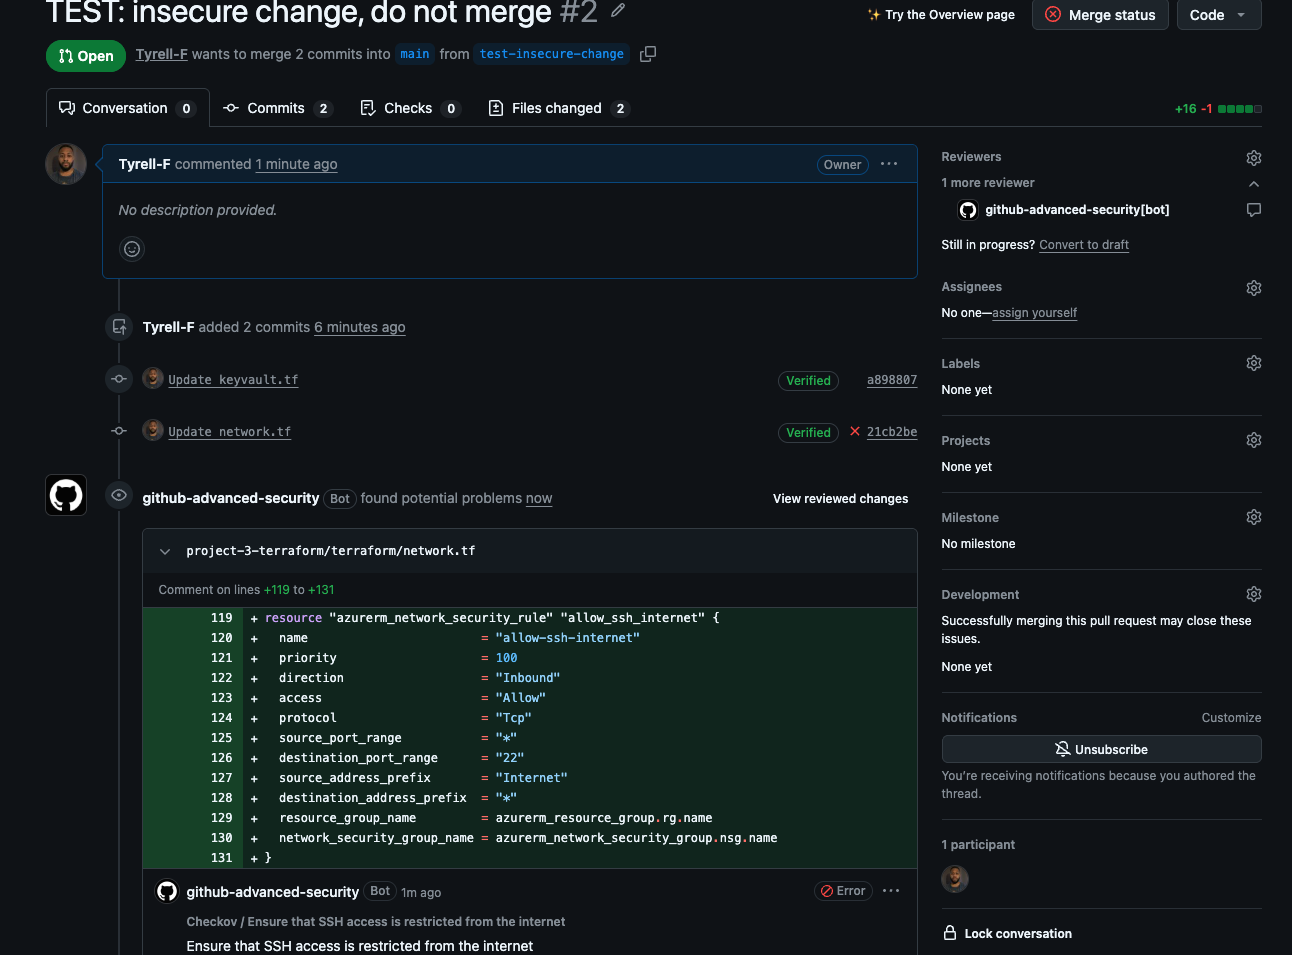 TEST: insecure change, do not merge #2
✨ Try the Overview page
Merge status
Code
Open
Tyrell-F wants to merge 2 commits into main from test-insecure-change
Conversation 0
Commits 2
Checks 0
Files changed 2
+16 -1
Tyrell-F commented 1 minute ago
Owner
No description provided.
Tyrell-F added 2 commits 6 minutes ago
Update keyvault.tf
Verified
a898807
Update network.tf
Verified
21cb2be
github-advanced-security Bot found potential problems now
View reviewed changes
project-3-terraform/terraform/network.tf
Comment on lines +119 to +131
119 + resource "azurerm_network_security_rule" "allow_ssh_internet" {
120 + name = "allow-ssh-internet"
121 + priority = 100
122 + direction = "Inbound"
123 + access = "Allow"
124 + protocol = "Tcp"
125 + source_port_range = "*"
126 + destination_port_range = "22"
127 + source_address_prefix = "Internet"
128 + destination_address_prefix = "*"
129 + resource_group_name = azurerm_resource_group.rg.name
130 + network_security_group_name = azurerm_network_security_group.nsg.name
131 + }
github-advanced-security Bot 1m ago
Error
Checkov / Ensure that SSH access is restricted from the internet
Ensure that SSH access is restricted from the internet
Reviewers
1 more reviewer
github-advanced-security[bot]
Still in progress? Convert to draft
Assignees
No one—assign yourself
Labels
None yet
Projects
None yet
Milestone
No milestone
Development
Successfully merging this pull request may close these
issues.
None yet
Notifications
Customize
Unsubscribe
You're receiving notifications because you authored the
thread.
1 participant
Lock conversation